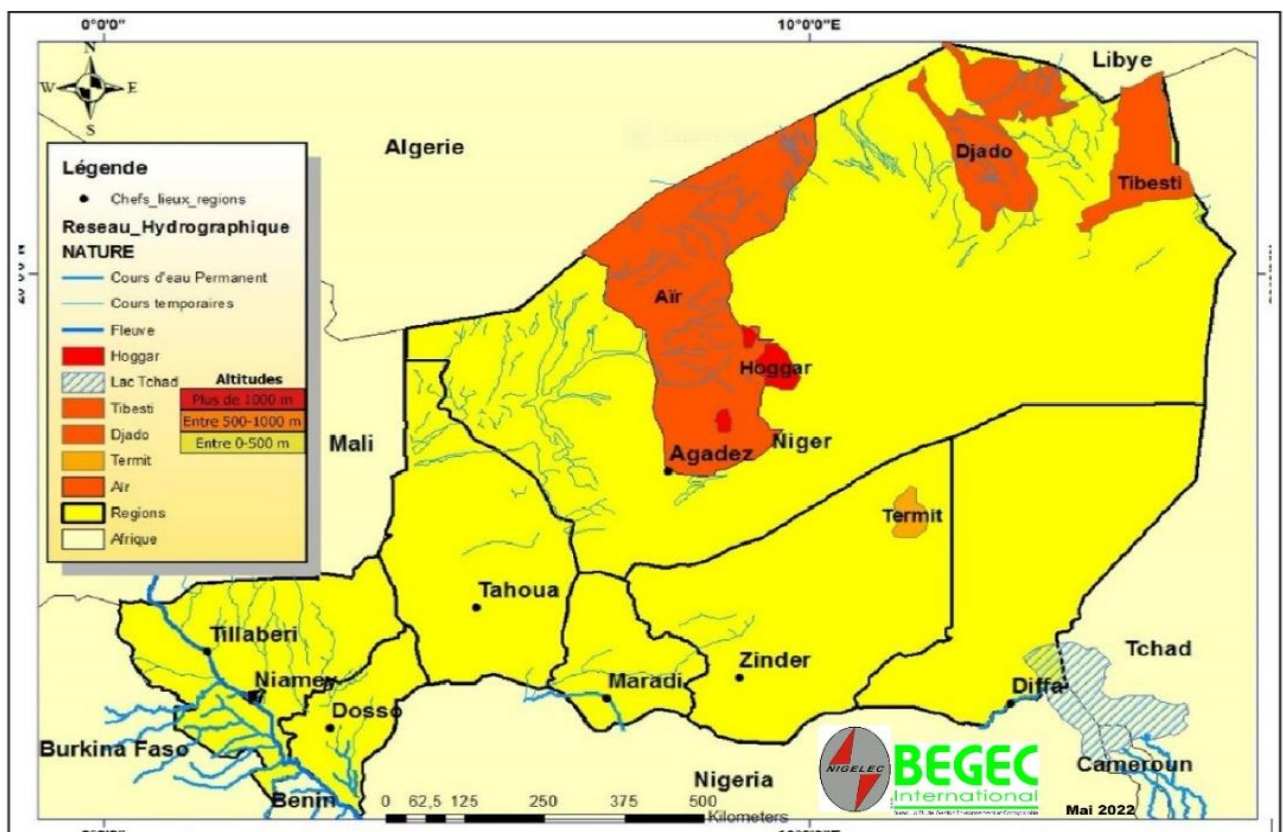 0°0'0"
10°0'0"E
N
W
E
S
Libye
Algerie
Djado
Tibesti
Légende
Chefs_lieux_regions
Reseau_Hydrographique
NATURE
Cours d'eau Permanent
Cours temporaires
Fleuve
Hoggar
Lac Tchad
Altitudes
Tibesti
Plus de 1000 m
Djado
Entre 500-1000 m
Termit
Entre 0-500 m
Aïr
Regions
Afrique
Aïr
Hoggar
Mali
Niger
Agadez
Termit
Tahoua
Tillaberi
Tchad
Zinder
Niamey
Maradi
Diffa
Dosso
Burkina Faso
Cameroun
Nigeria
Benin
NIGELEC
BEGEC
International
Mai 2022
0 62,5 125 250 375 500
Kilometers